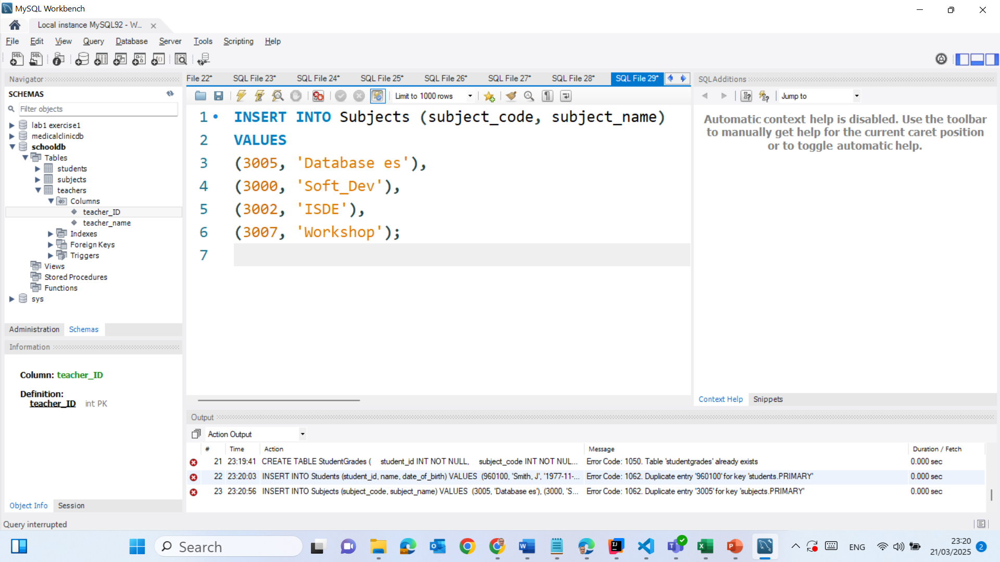 MySQL Workbench
Local instance MySQL92 - W...
File Edit View Query Database Server Tools Scripting Help
Navigator
SCHEMAS
Filter objects
lab1 exercise1
medicalclinicdb
schooldb
Tables
students
subjects
teachers
Columns
teacher_ID
teacher_name
Indexes
Foreign Keys
Triggers
Views
Stored Procedures
Functions
sys
Administration Schemas
Information
Column: teacher_ID
Definition:
teacher_ID int PK
Object Info Session
Query interrupted
File 22* SQL File 23* SQL File 24* SQL File 25* SQL File 26* SQL File 27* SQL File 28* SQL File 29*
Limit to 1000 rows
1 INSERT INTO Subjects (subject_code, subject_name)
2 VALUES
3 (3005, 'Database es'),
4 (3000, 'Soft_Dev'),
5 (3002, 'ISDE'),
6 (3007, 'Workshop');
7
SQLAdditions
Jump to
Automatic context help is disabled. Use the toolbar
to manually get help for the current caret position
or to toggle automatic help.
Context Help Snippets
Output
Action Output
# Time Action Message Duration / Fetch
21 23:19:41 CREATE TABLE StudentGrades ( student_id INT NOT NULL, subject_code INT NOT NUL... Error Code: 1050. Table 'studentgrades' already exists 0.000 sec
22 23:20:03 INSERT INTO Students (student_id, name, date_of_birth) VALUES (960100, 'Smith, J', '1977-11-... Error Code: 1062. Duplicate entry '960100' for key 'students.PRIMARY' 0.000 sec
23 23:20:56 INSERT INTO Subjects (subject_code, subject_name) VALUES (3005, 'Database es'), (3000, 'S... Error Code: 1062. Duplicate entry '3005' for key 'subjects.PRIMARY' 0.000 sec
Search
ENG
23:20
21/03/2025
2